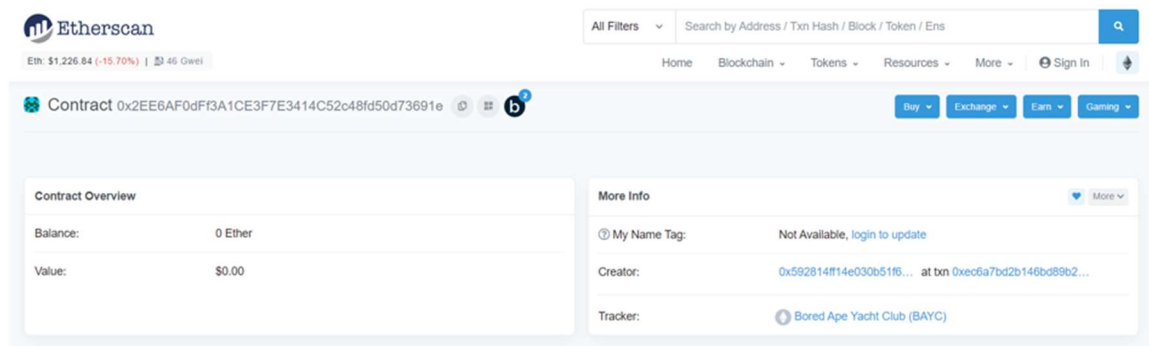 Etherscan
All Filters Search by Address / Txn Hash / Block / Token / Ens
Eth: $1,226.84 (-15.70%) | 46 Gwei
Home Blockchain Tokens Resources More Sign In
Contract 0x2EE6AF0dFf3A1CE3F7E3414C52c48fd50d73691e b 2
Buy Exchange Earn Gaming
Contract Overview
Balance: 0 Ether
Value: $0.00
More Info More
My Name Tag: Not Available, login to update
Creator: 0x592814ff14e030b51f6... at txn 0xec6a7bd2b146bd89b2...
Tracker: Bored Ape Yacht Club (BAYC)